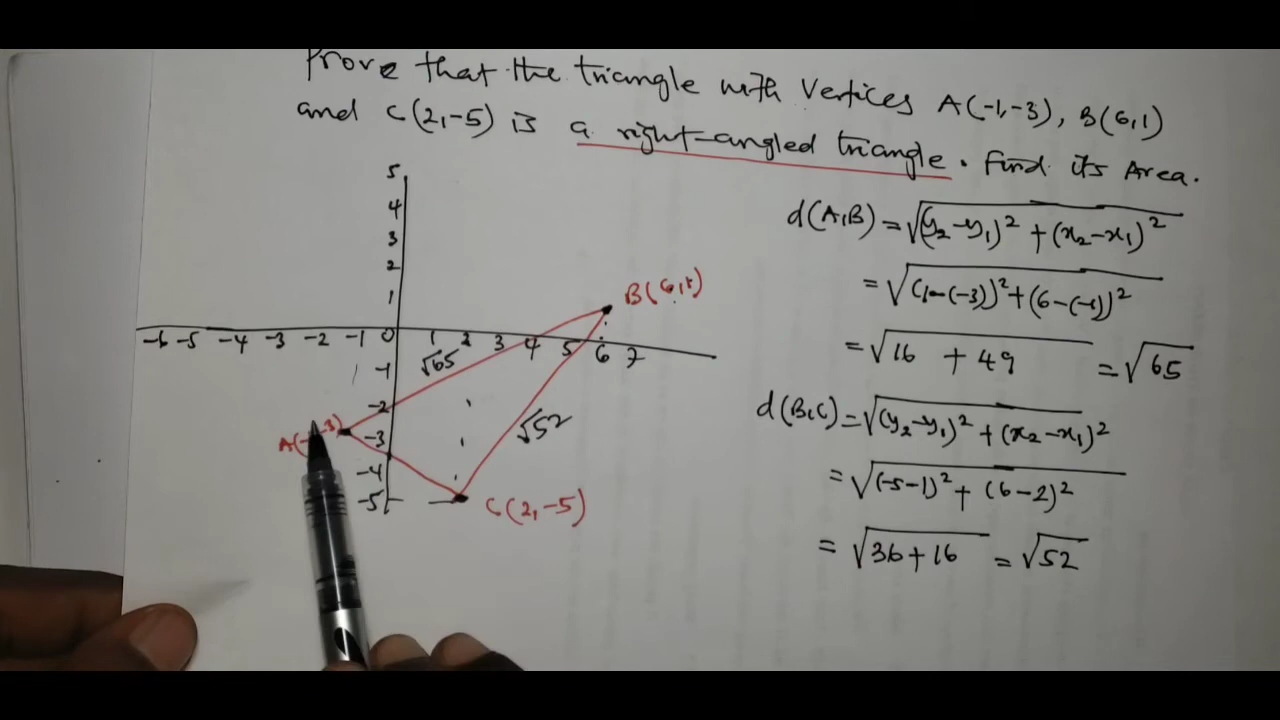 Prove that the triangle with vertices A(-1,-3), B(6,1)
and C(2,-5) is a right-angled triangle. Find its Area.
5
4
3
2
1
-6 -5 -4 -3 -2 -1 0 1 2 3 4 5 6 7
-1
-2
-3
-4
-5
B(6,1)
√65
√52
C(2,-5)
d(A,B) = √(y₂-y₁)² + (x₂-x₁)²
= √(1-(-3))² + (6-(-1))²
= √16 + 49 = √65
d(B,C) = √(y₂-y₁)² + (x₂-x₁)²
= √(-5-1)² + (6-2)²
= √36+16 = √52